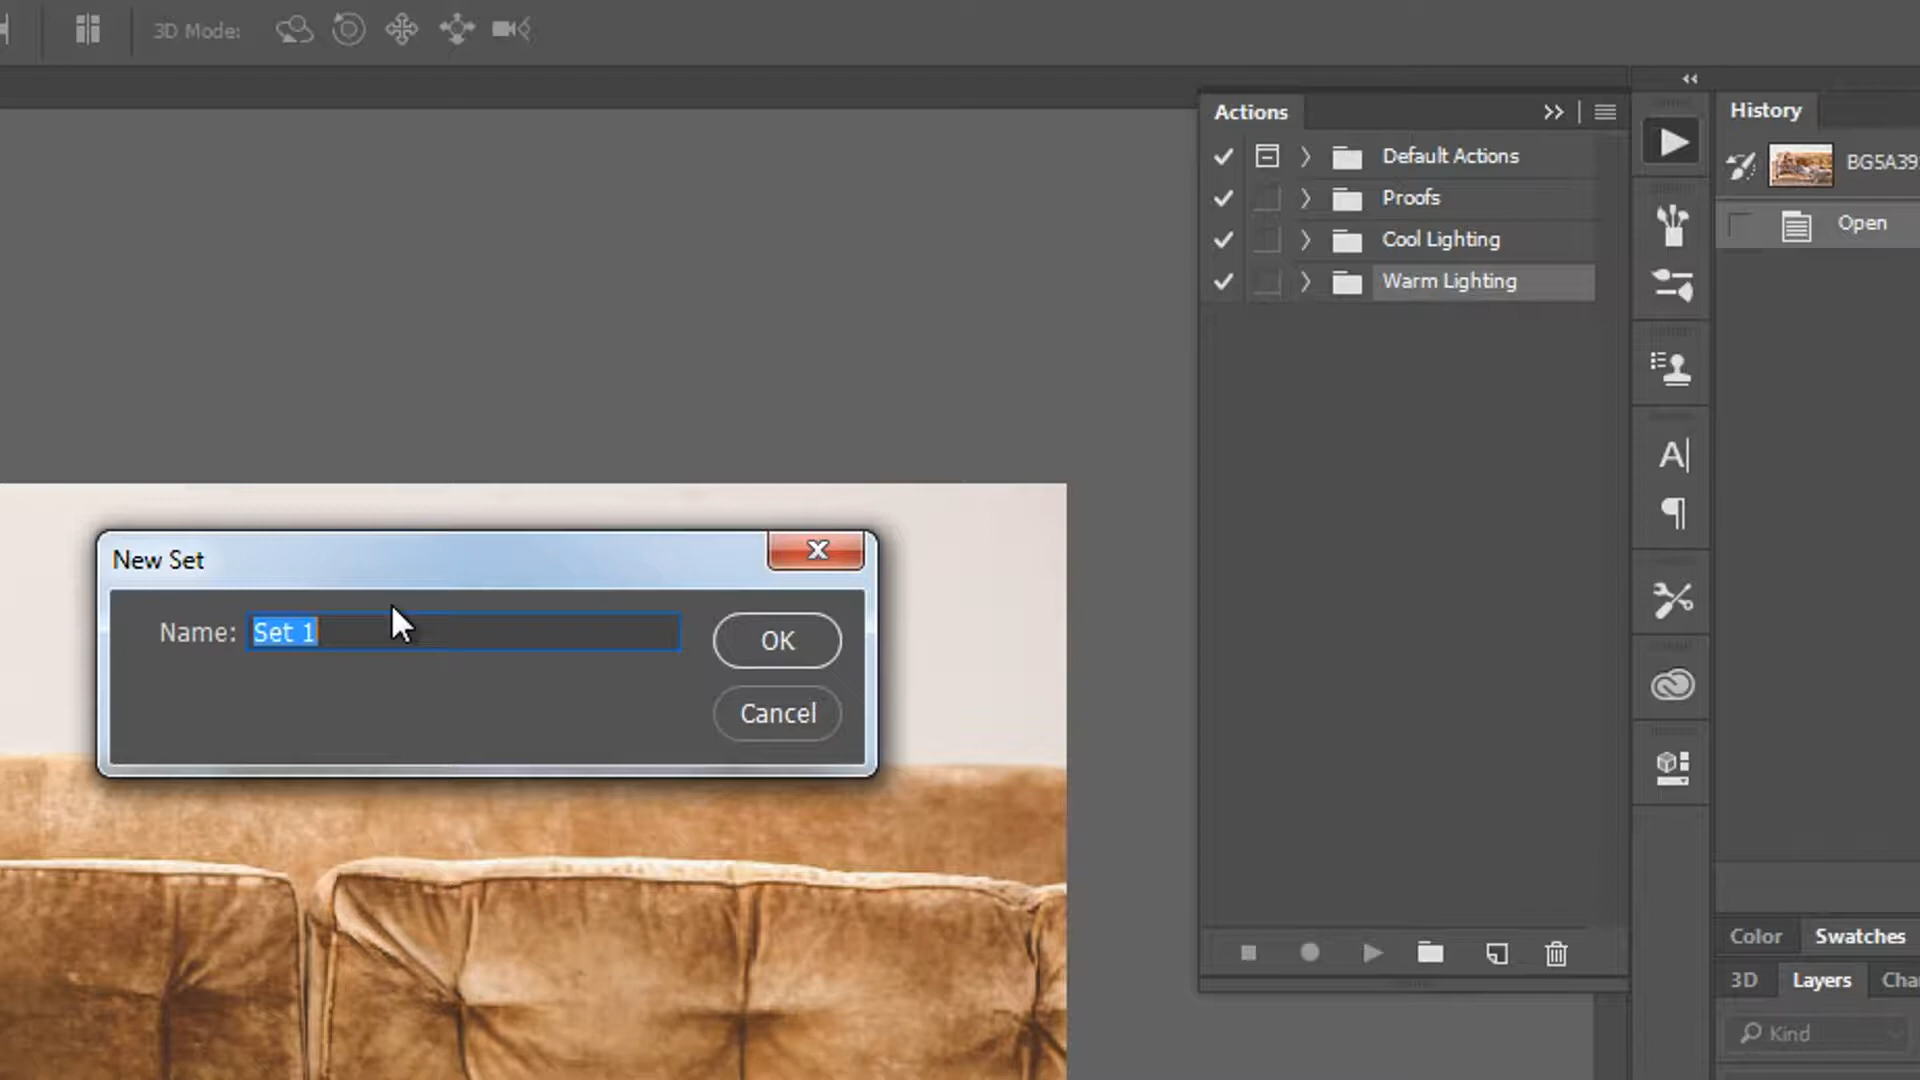 3D Mode:
Actions
Default Actions
Proofs
Cool Lighting
Warm Lighting
History
BG5A39
Open
New Set
Name: Set 1
OK
Cancel
Color Swatches
3D Layers Cha
Kind